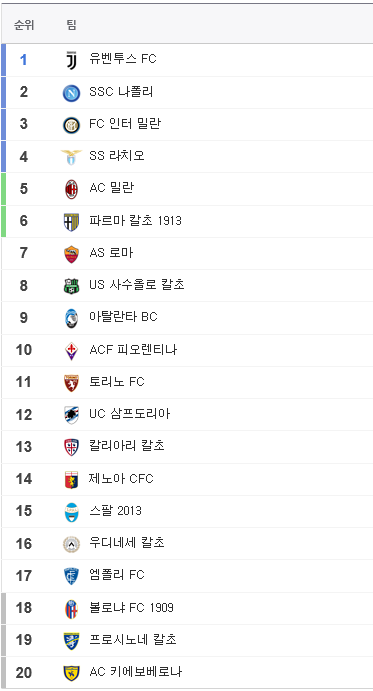 순위 팀
1 유벤투스 FC
2 SSC 나폴리
3 FC 인터 밀란
4 SS 라치오
5 AC 밀란
6 파르마 칼초 1913
7 AS 로마
8 US 사수올로 칼초
9 아탈란타 BC
10 ACF 피오렌티나
11 토리노 FC
12 UC 삼프도리아
13 칼리아리 칼초
14 제노아 CFC
15 스팔 2013
16 우디네세 칼초
17 엠폴리 FC
18 볼로냐 FC 1909
19 프로시노네 칼초
20 AC 키에보베로나